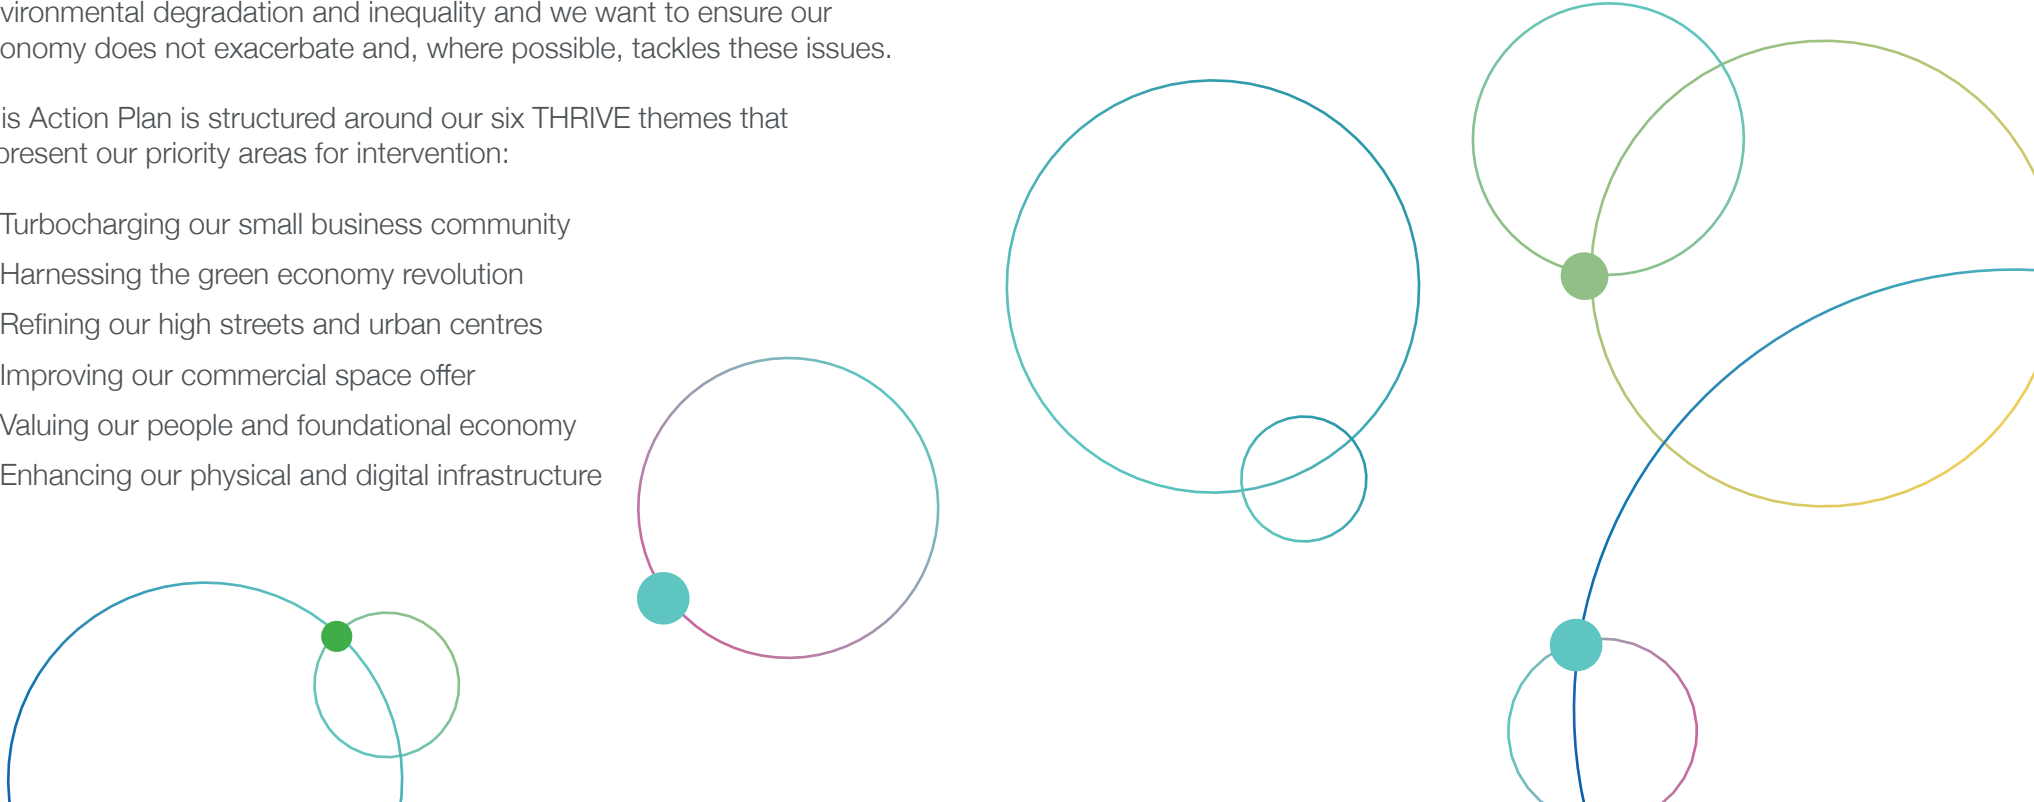 vironmental degradation and inequality and we want to ensure our
onomy does not exacerbate and, where possible, tackles these issues.
is Action Plan is structured around our six THRIVE themes that
present our priority areas for intervention:
Turbocharging our small business community
Harnessing the green economy revolution
Refining our high streets and urban centres
Improving our commercial space offer
Valuing our people and foundational economy
Enhancing our physical and digital infrastructure